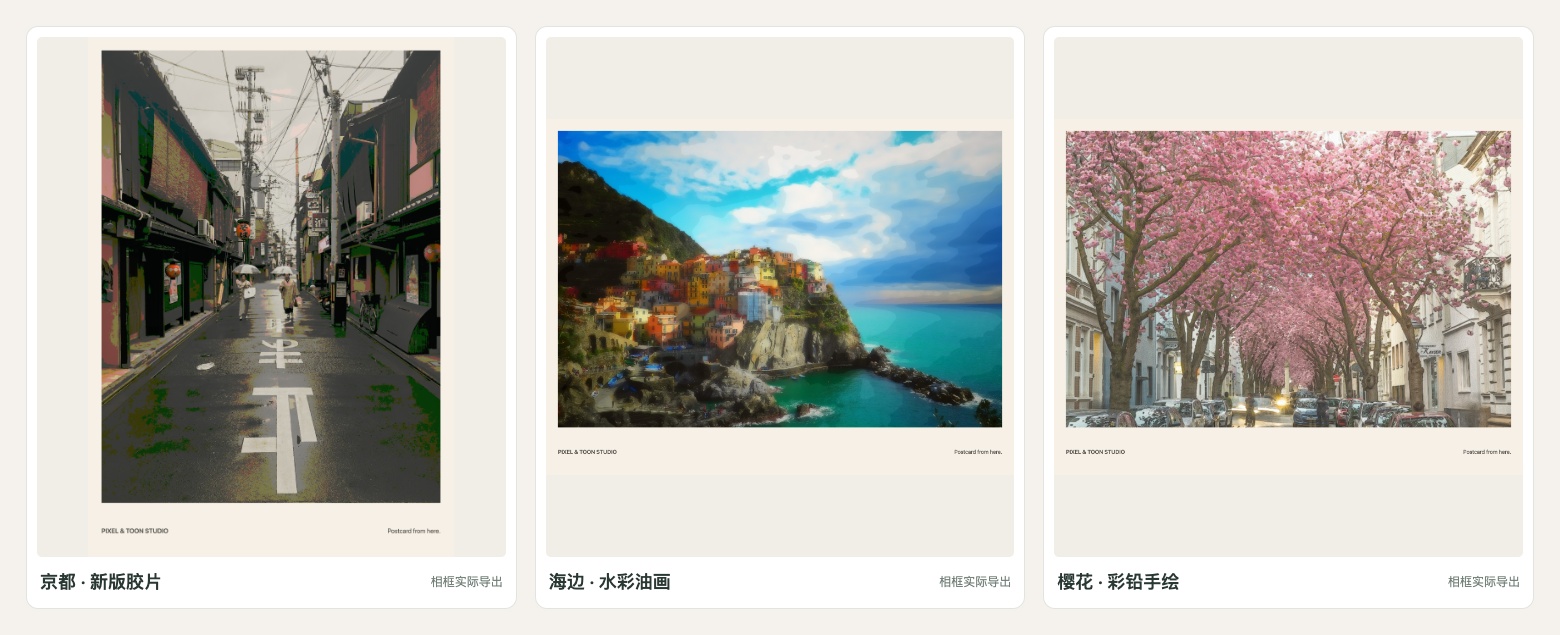 PIXEL & TOON STUDIO
Postcard from here.
京都 · 新版胶片
相框实际导出
PIXEL & TOON STUDIO
Postcard from here.
海边 · 水彩油画
相框实际导出
PIXEL & TOON STUDIO
Postcard from here.
樱花 · 彩铅手绘
相框实际导出